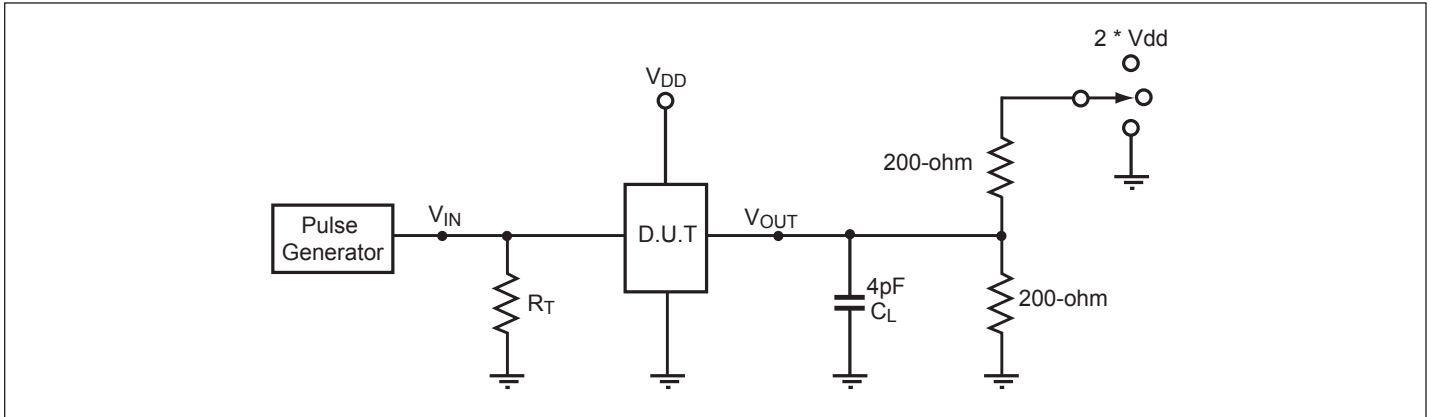 2 * Vdd
VDD
200-ohm
Pulse
Generator
VIN
D.U.T
VOUT
RT
4pF
CL
200-ohm